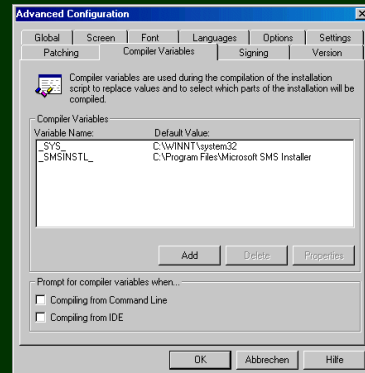 Advanced Configuration
Global Screen Font Languages Options Settings
Patching Compiler Variables Signing Version
Compiler variables are used during the compilation of the installation
script to replace values and to select which parts of the installation will be
compiled.
Compiler Variables
Variable Name: Default Value:
_SYS_ C:\WINNT\system32
_SMSINSTL_ C:\Program Files\Microsoft SMS Installer
Add Delete Properties
Prompt for compiler variables when...
Compiling from Command Line
Compiling from IDE
OK Abbrechen Hilfe